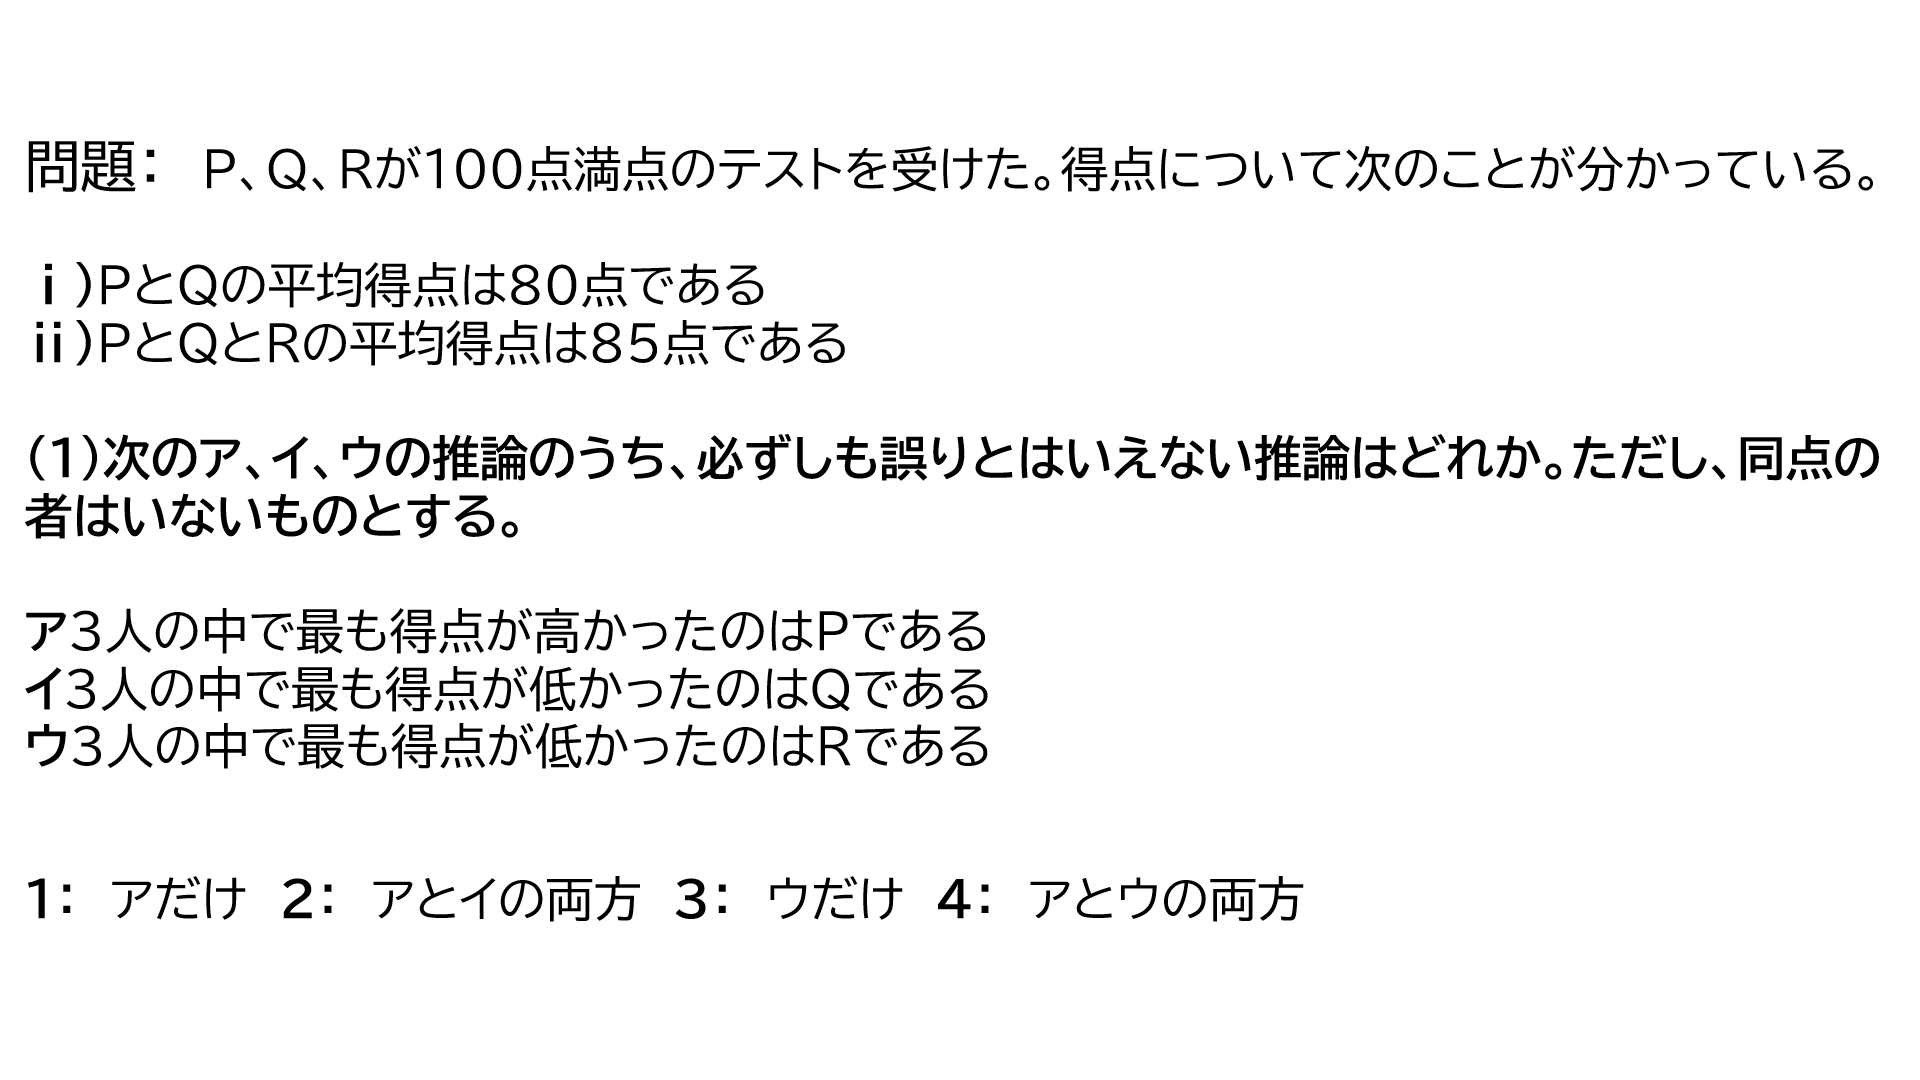 問題： P、Q、Rが100点満点のテストを受けた。得点について次のことが分かっている。
ⅰ)PとQの平均得点は80点である
ⅱ)PとQとRの平均得点は85点である
(1)次のア、イ、ウの推論のうち、必ずしも誤りとはいえない推論はどれか。ただし、同点の
者はいないものとする。
ア3人の中で最も得点が高かったのはPである
イ3人の中で最も得点が低かったのはQである
ウ3人の中で最も得点が低かったのはRである
1： アだけ 2： アとイの両方 3： ウだけ 4： アとウの両方